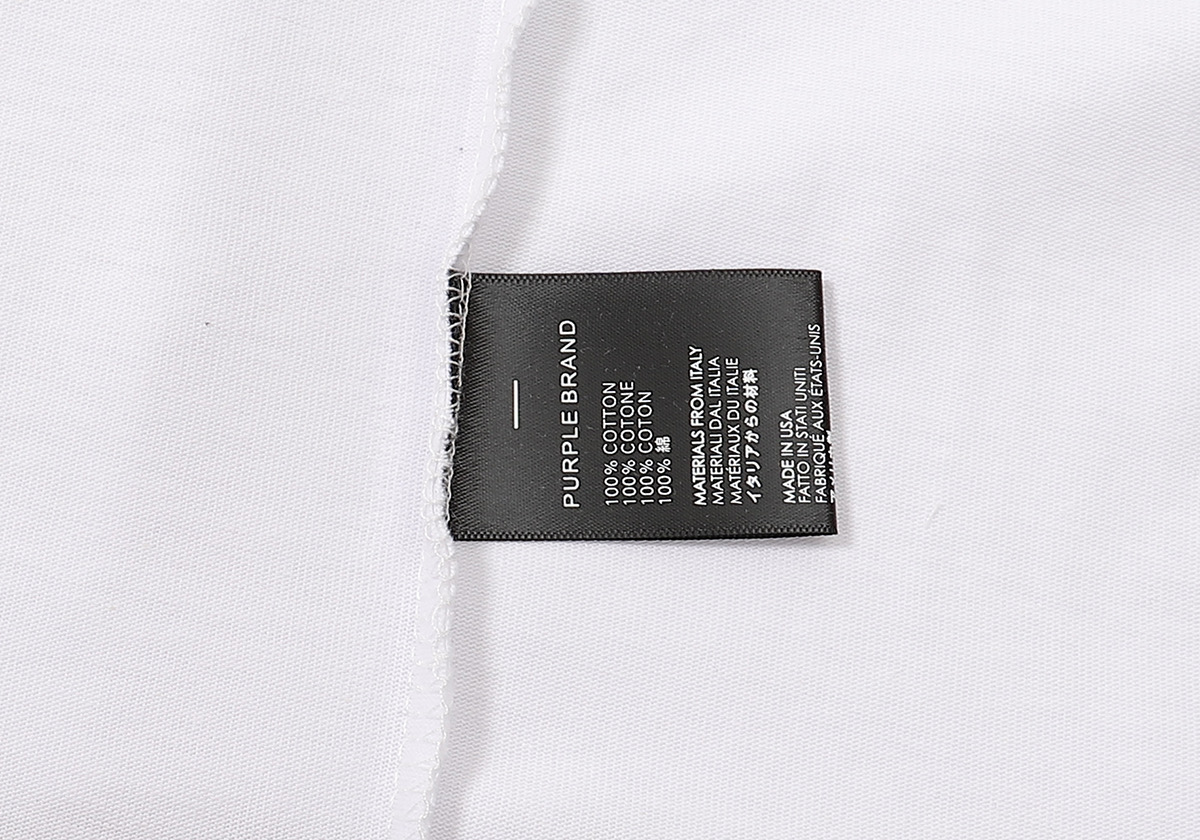 PURPLE BRAND
100% COTTON
100% COTONE
100% COTON
100% 綿
MATERIALS FROM ITALY
MATERIALI DAL ITALIA
MATÉRIAUX DU ITALIE
イタリアからの材料
MADE IN USA
FATTO IN STATI UNITI
FABRIQUÉ AUX ÉTATS-UNIS